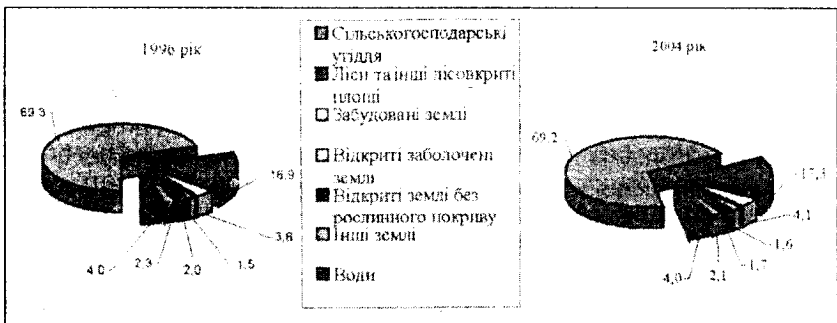 1996 рік
69.3
16.9
3,6
1,5
2,0
2,3
4.0
Сільськогосподарські
угіддя
Ліси та інші лісовкриті
площі
Забудовані землі
Відкриті заболочені
землі
Відкриті землі без
рослинного покриву
Інші землі
Води
2004 рік
69.2
17,3
4,1
1,6
1,7
2,1
4,0